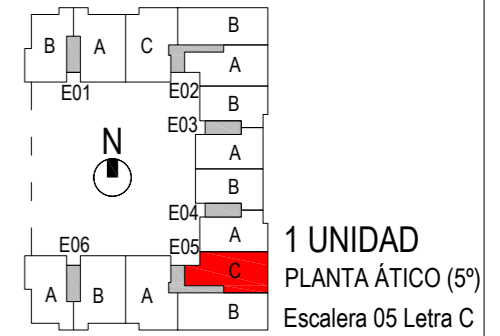 B
B A C
A
E01 E02
B
E03
A
N
B
E04
A
E06 E05
C
A B A
B
1 UNIDAD
PLANTA ÁTICO (5º)
Escalera 05 Letra C